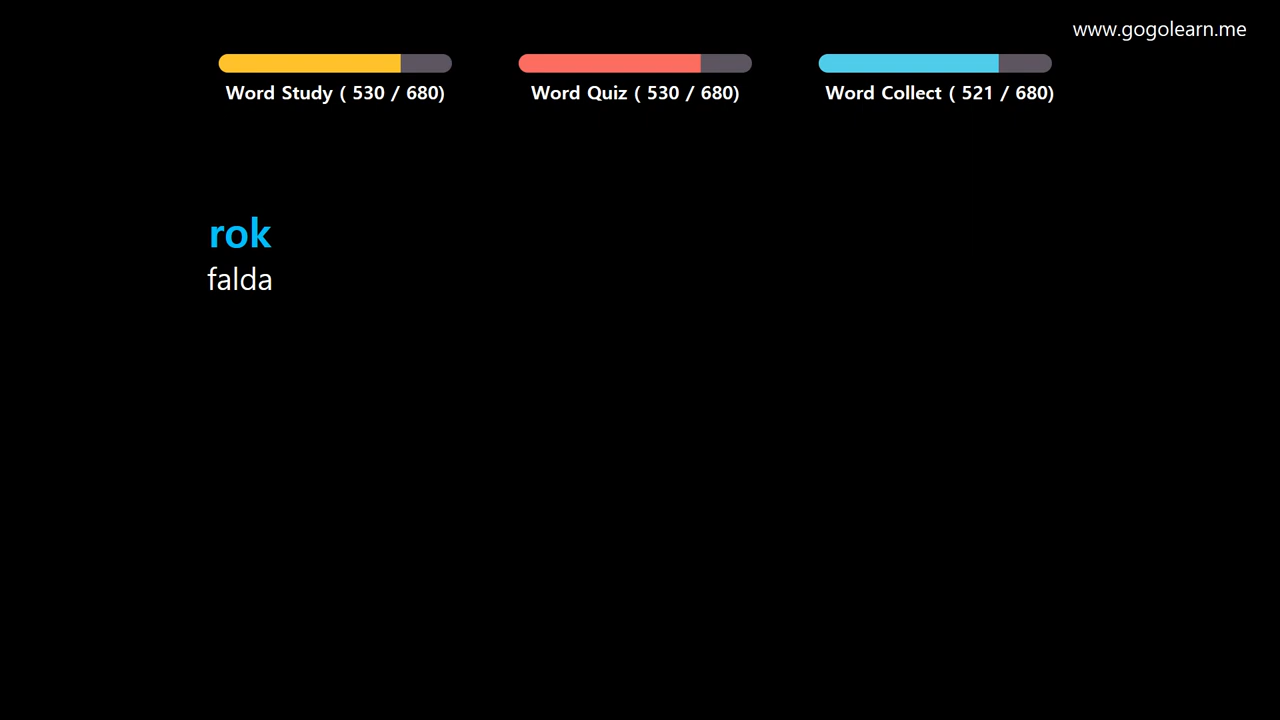 www.gogolearn.me
Word Study ( 530 / 680)
Word Quiz ( 530 / 680)
Word Collect ( 521 / 680)
rok
falda